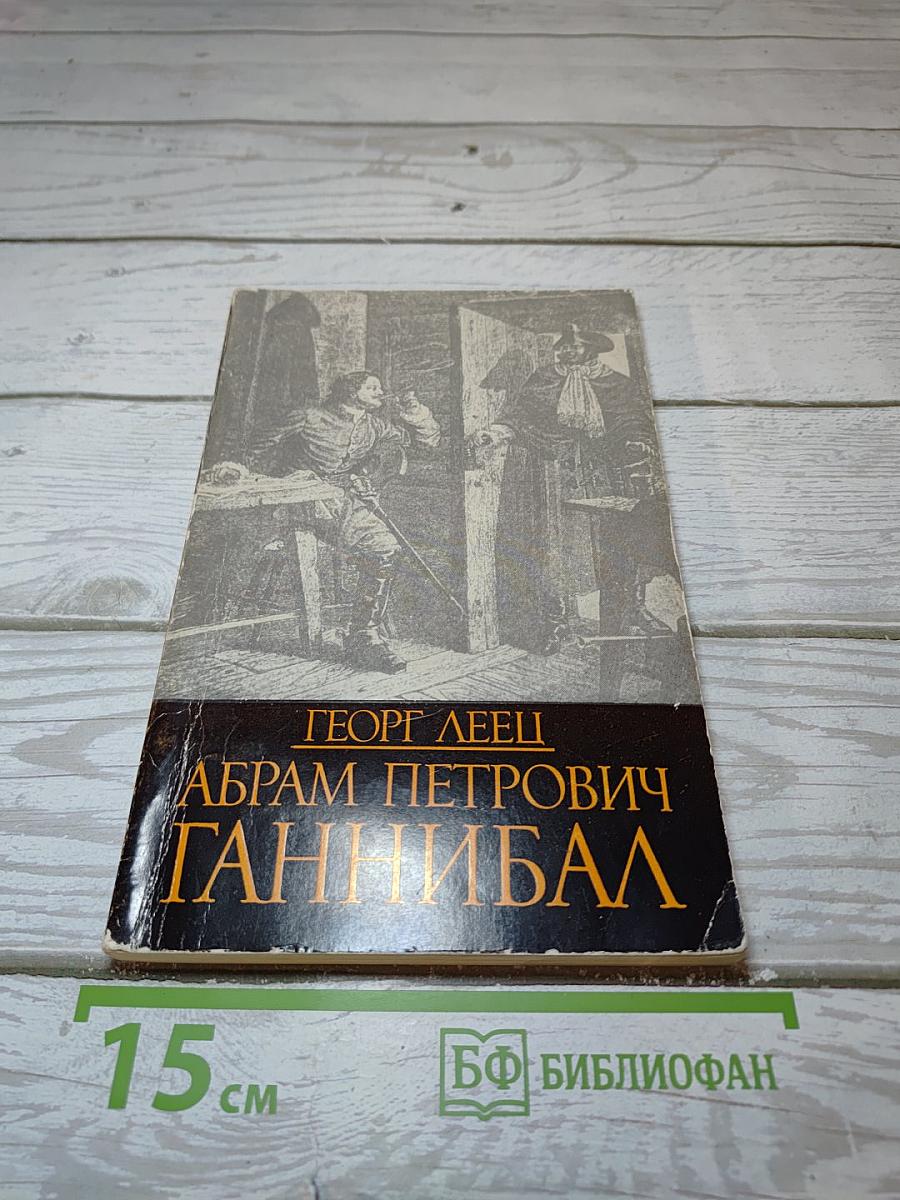 ГЕОРГ ЛЕЕЦ
АБРАМ ПЕТРОВИЧ
ГАННИБАЛ
15 см
БФ БИБЛИОФАН